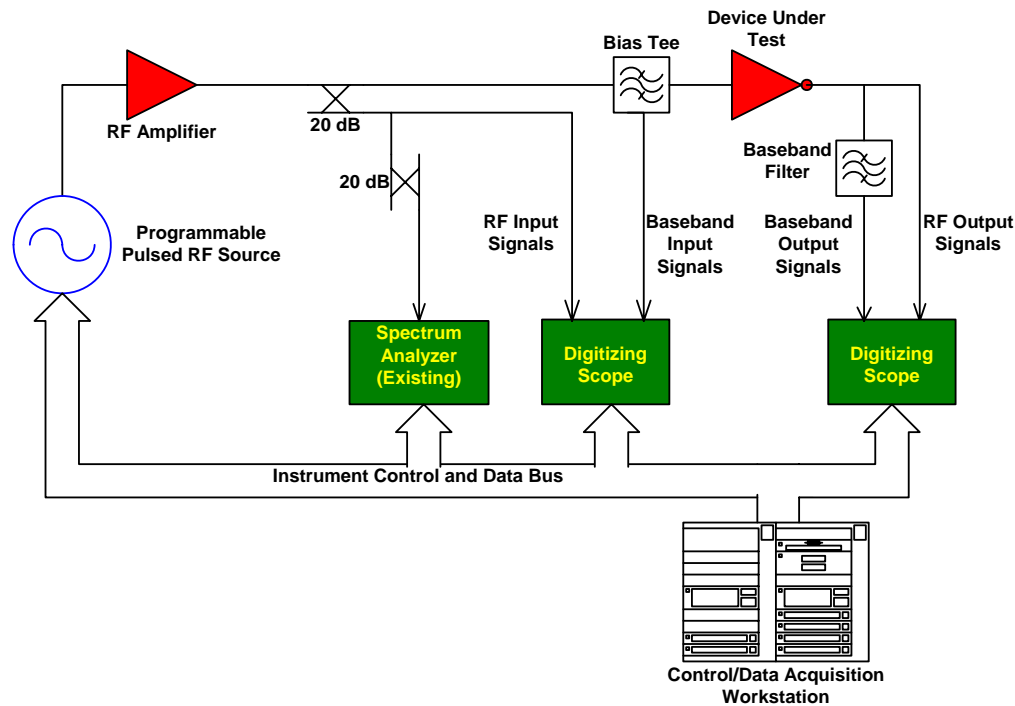 Device Under
Test
Bias Tee
RF Amplifier
20 dB
Baseband
Filter
20 dB
Programmable
Pulsed RF Source
RF Input
Signals
Baseband
Input
Signals
Baseband
Output
Signals
RF Output
Signals
Spectrum
Analyzer
(Existing)
Digitizing
Scope
Digitizing
Scope
Instrument Control and Data Bus
Control/Data Acquisition
Workstation